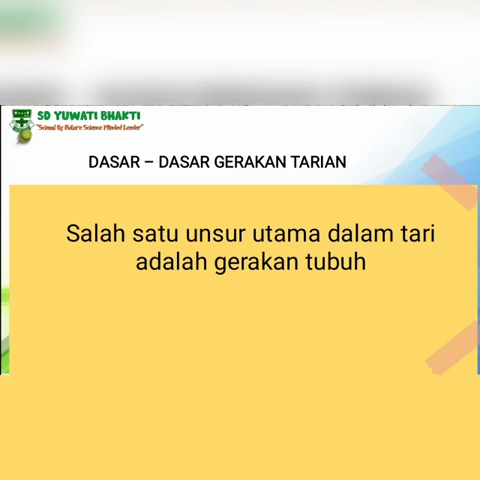 SD YUWATI BHAKTI
"School Of Future Science Minded Leader"
DASAR – DASAR GERAKAN TARIAN
Salah satu unsur utama dalam tari
adalah gerakan tubuh